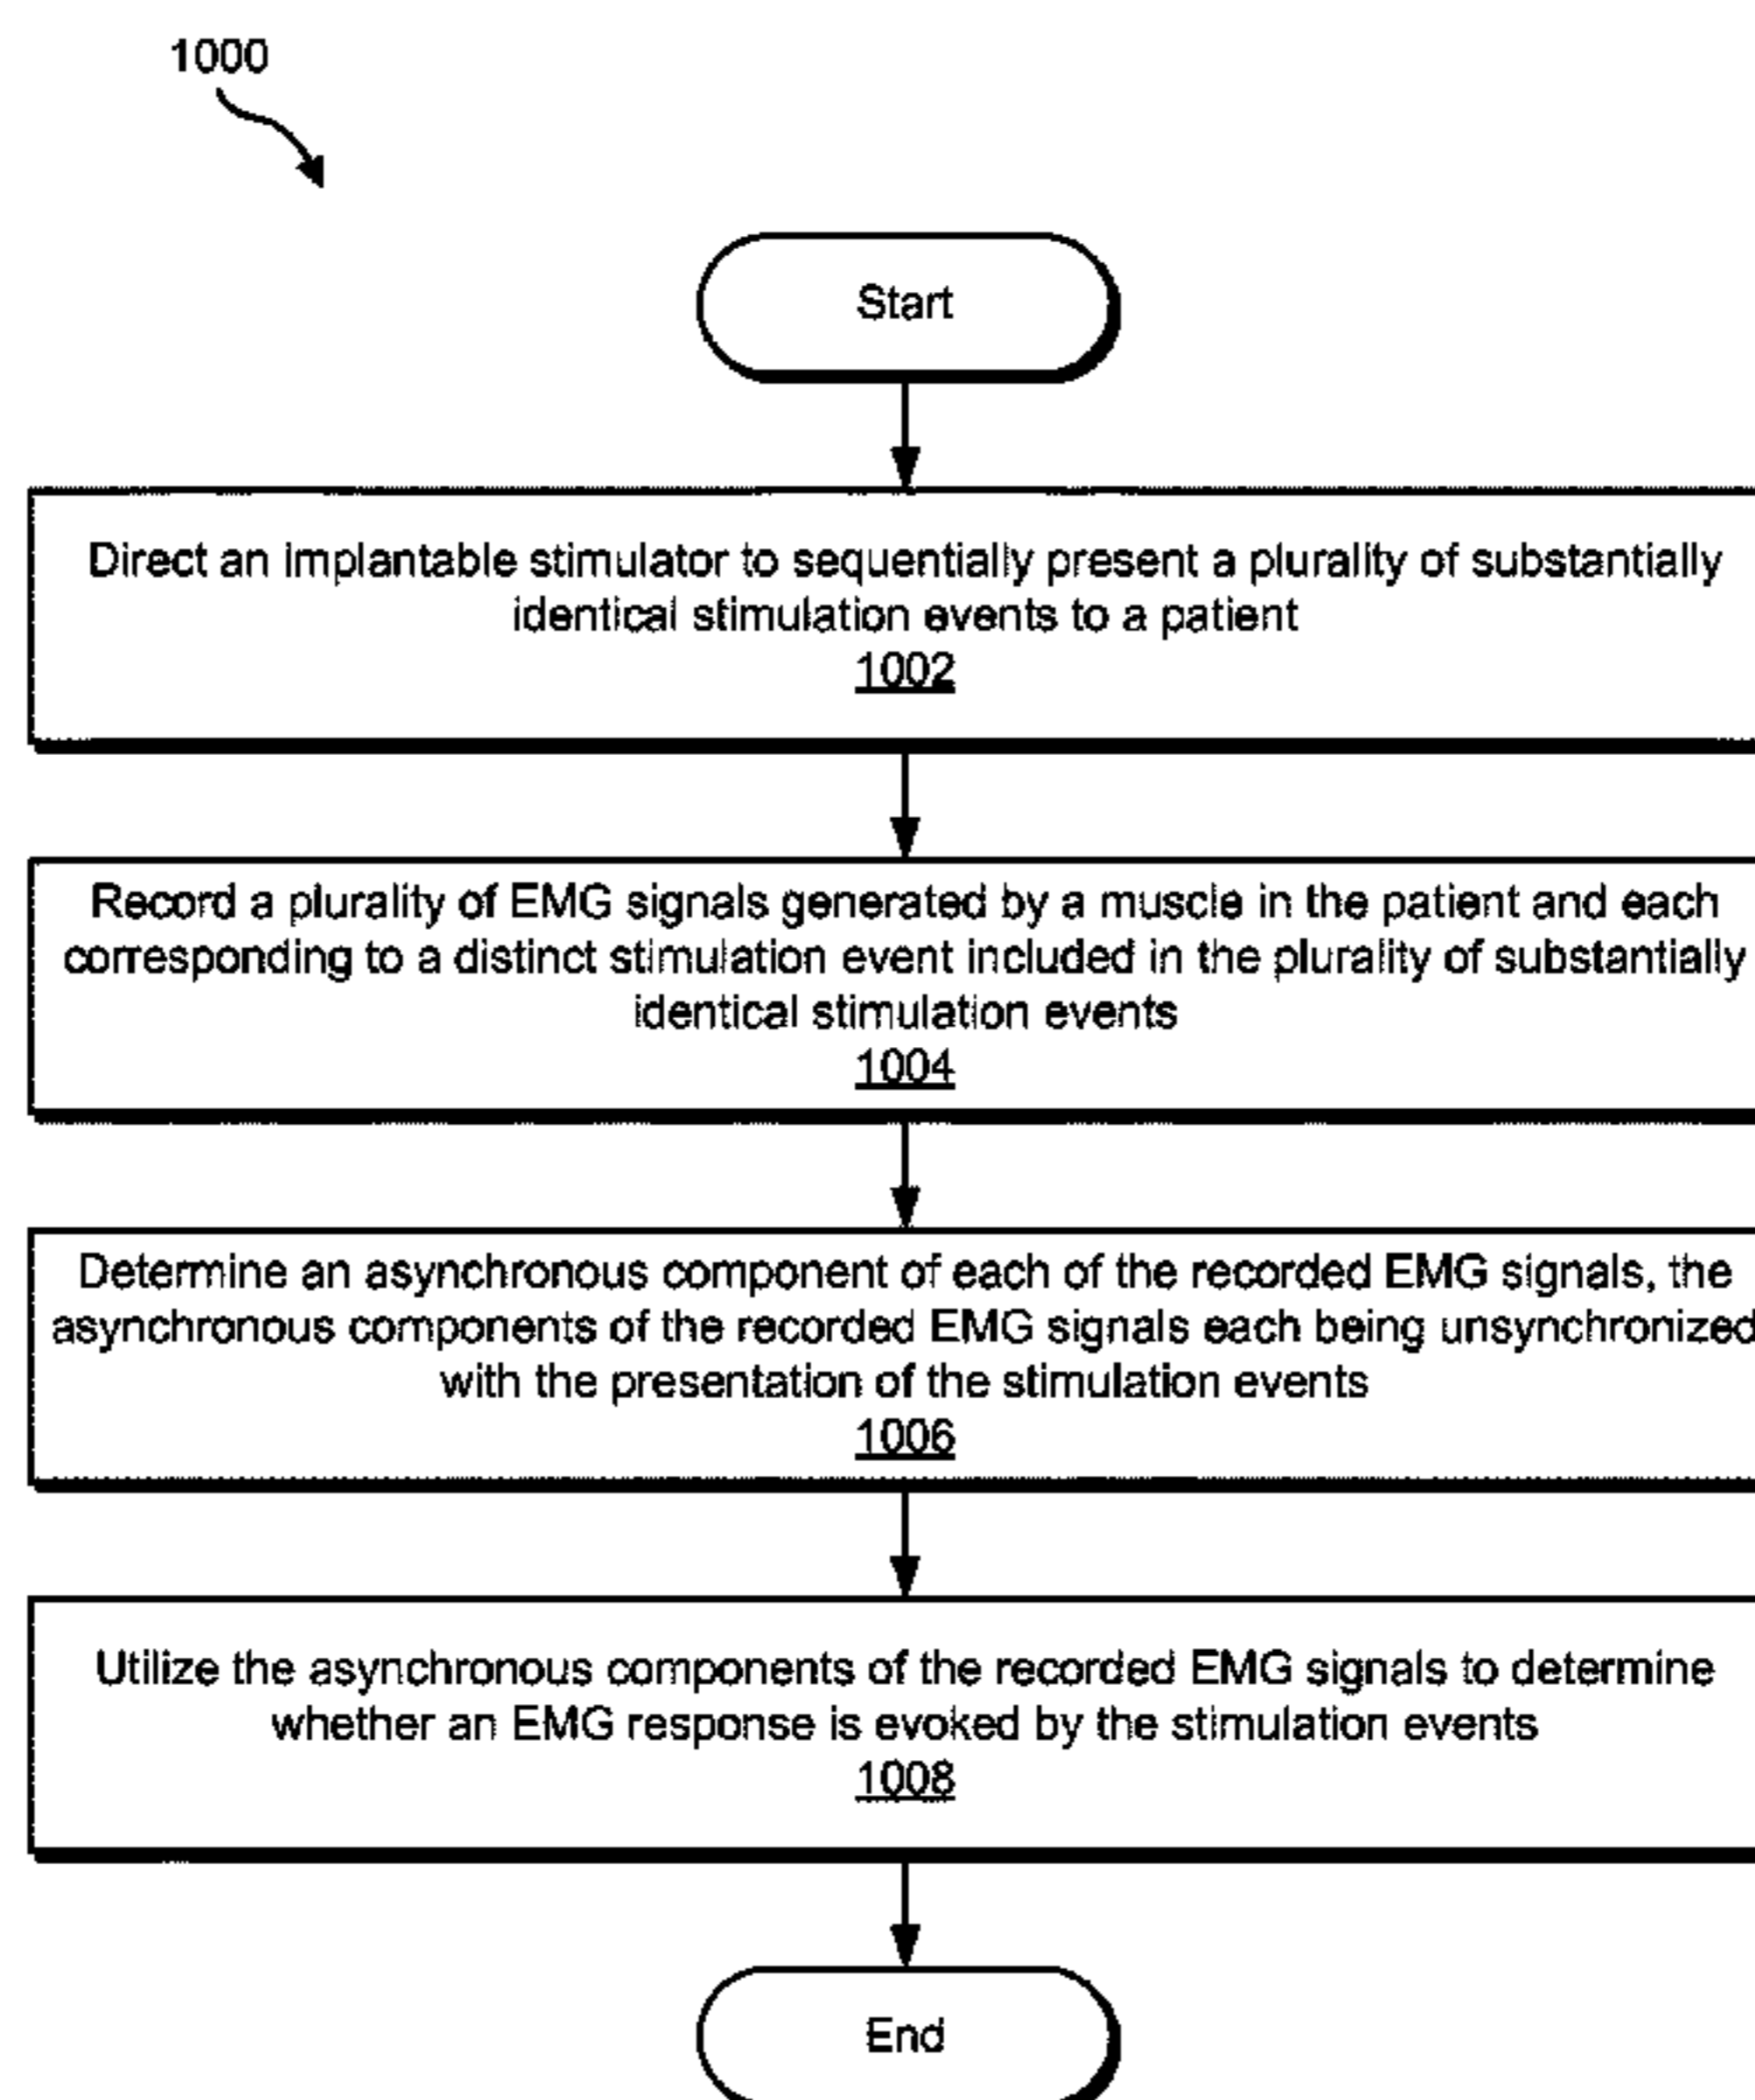 1000
Start
Direct an implantable stimulator to sequentially present a plurality of substantially
identical stimulation events to a patient
1002
Record a plurality of EMG signals generated by a muscle in the patient and each
corresponding to a distinct stimulation event included in the plurality of substantially
identical stimulation events
1004
Determine an asynchronous component of each of the recorded EMG signals, the
asynchronous components of the recorded EMG signals each being unsynchronized
with the presentation of the stimulation events
1006
Utilize the asynchronous components of the recorded EMG signals to determine
whether an EMG response is evoked by the stimulation events
1008
End